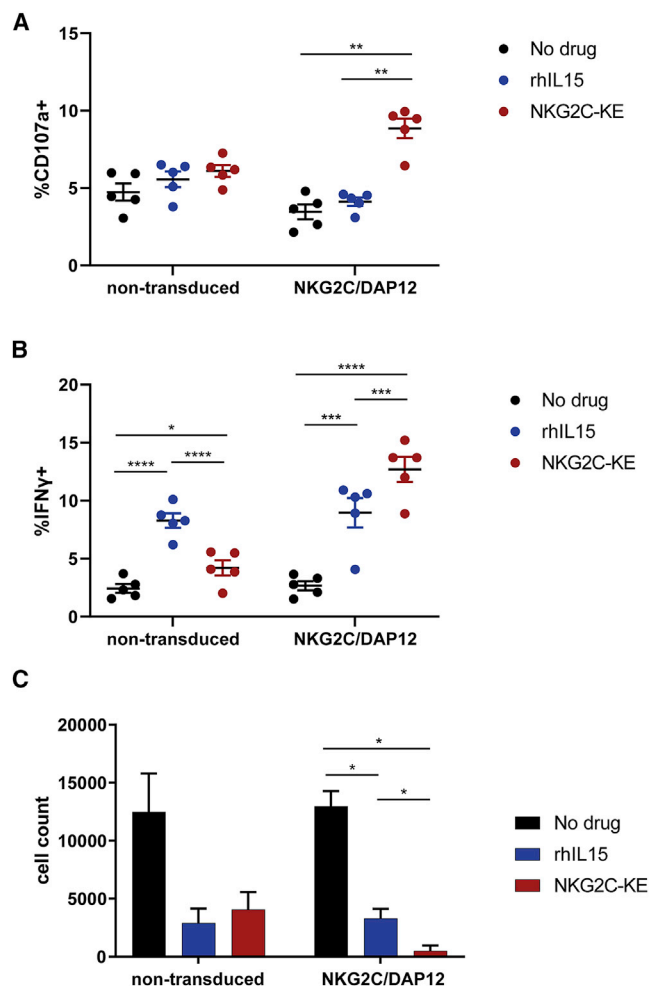 A
15
10
5
0
%CD107a+
**
**
non-transduced
NKG2C/DAP12
No drug
rhIL15
NKG2C-KE
B
20
15
10
5
0
%IFNγ+
*
****
****
****
***
***
non-transduced
NKG2C/DAP12
No drug
rhIL15
NKG2C-KE
C
20000
15000
10000
5000
0
cell count
*
*
*
non-transduced
NKG2C/DAP12
No drug
rhIL15
NKG2C-KE